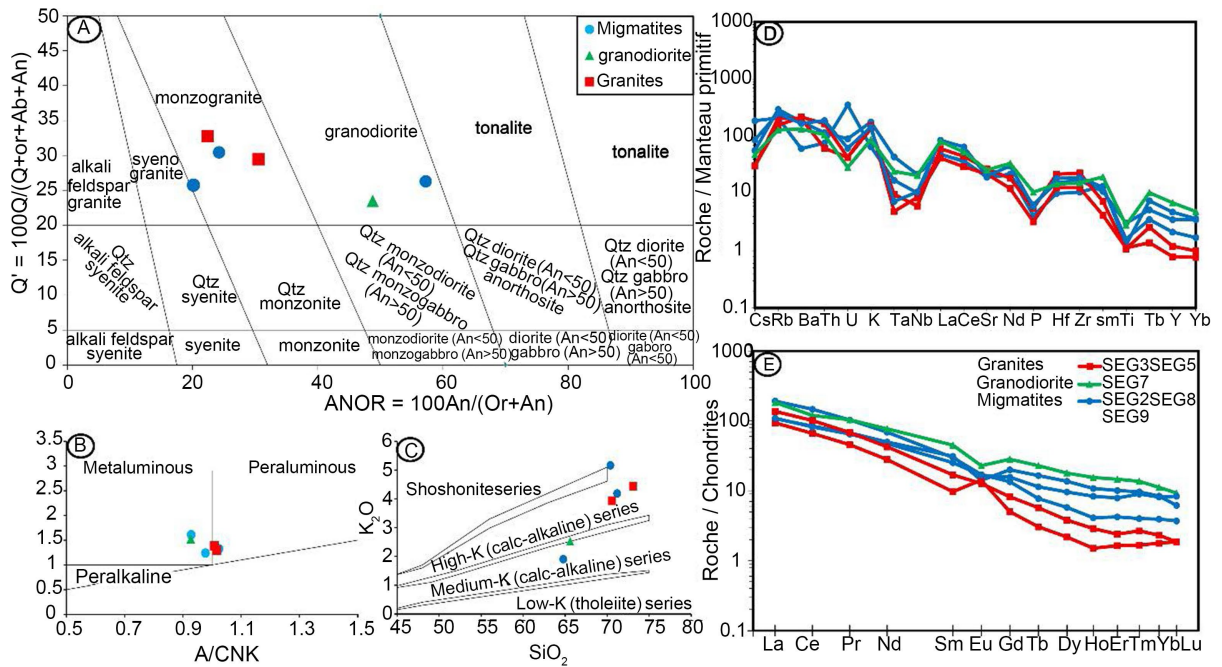 A
Q' = 100Q/(Q+or+Ab+An)
50
45
40
35
30
25
20
15
10
5
0
Migmatites
granodiorite
Granites
monzogranite
granodiorite
tonalite
tonalite
syeno
granite
alkali
feldspar
granite
Qtz
alkali feldspar
syenite
Qtz
syenite
Qtz
monzonite
Qtz monzodiorite
(An<50)
Qtz monzogabbro
(An>50)
Qtz diorite (An<50)
Qtz gabbro (An>50)
anorthosite
Qtz diorite
(An<50)
Qtz gabbro
(An>50)
anorthosite
alkali feldspar
syenite
syenite
monzonite
monzodiorite (An<50)
monzogabbro (An>50)
diorite (An<50)
gabbro (An>50)
diorite (An<50)
gaboro
(An<50)
0 20 40 60 80 100
ANOR = 100An/(Or+An)
B
3.5
3
2.5
2
1.5
1
0.5
0
Metaluminous
Peraluminous
Peralkaline
0.5 0.7 0.9 1.1 1.3 1.5
A/CNK
C
K2O
6
5
4
3
2
1
0
Shoshoniteseries
High-K (calc-alkaline) series
Medium-K (calc-alkaline) series
Low-K (tholeiite) series
45 50 55 60 65 70 75 80
SiO2
D
Roche / Manteau primitif
1000
1000
100
10
1
0.1
CsRb BaTh U K TaNb LaCeSr Nd P Hf Zr smTi Tb Y Yb
E
Roche / Chondrites
1000
100
10
1
0.1
Granites SEG3SEG5
Granodiorite SEG7
Migmatites SEG2SEG8
SEG9
La Ce Pr Nd Sm Eu Gd Tb Dy HoErTmYbLu